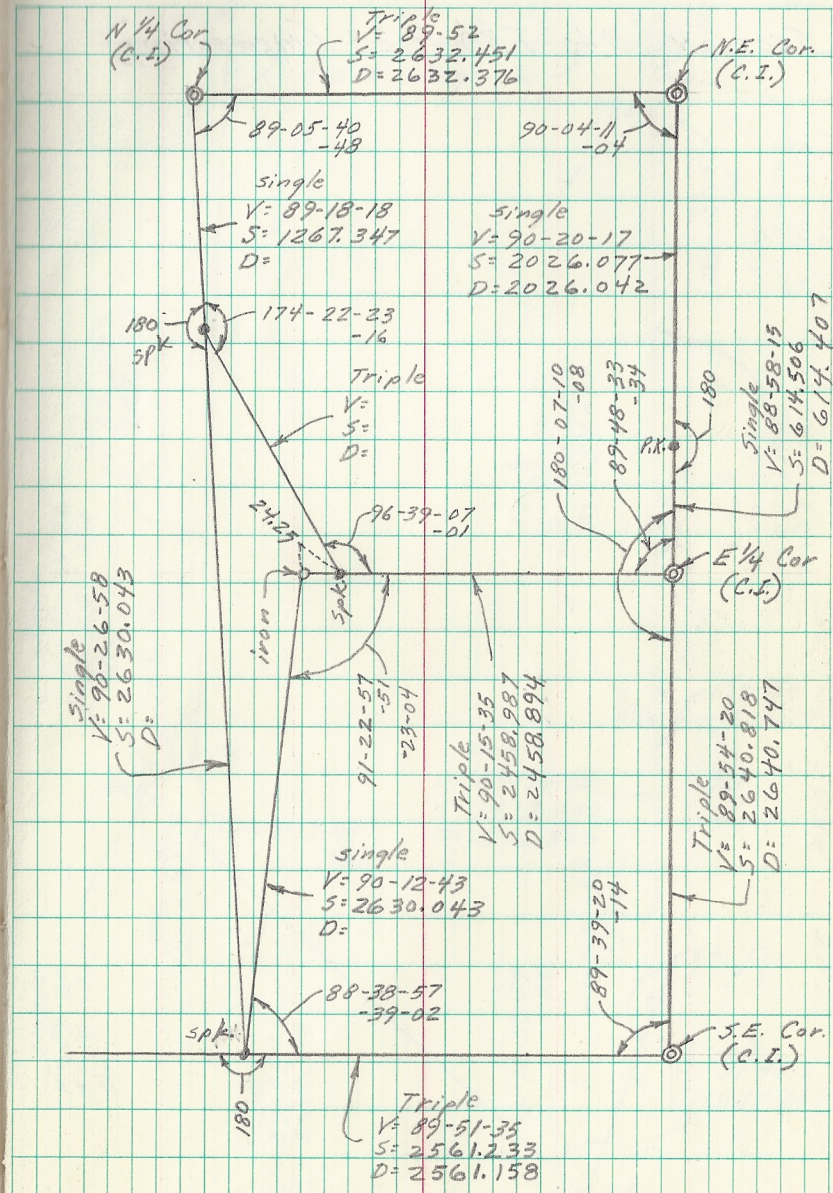 N 1/4 Cor
(C.I.)
Triple
V= 89-52
S= 2632.451
D= 2632.376
N.E. Cor.
(C.I.)
89-05-40
-48
90-04-11
-04
single
V= 89-18-18
S= 1267.347
D=
single
V= 90-20-17
S= 2026.077
D= 2026.042
180
spk
174-22-23
-16
Triple
V=
S=
D=
180-07-10
-08
89-48-33
-34
P.K.
180
Single
V= 88-58-15
S= 614.506
D= 614.407
24.25
96-39-07
-01
iron
spk
E 1/4 Cor
(C.I.)
Single
V= 90-26-58
S= 2630.043
D=
91-22-57
-51
-23-04
Triple
V= 90-15-35
S= 2458.987
D= 2458.894
Triple
V= 89-54-20
S= 2640.818
D= 2640.747
single
V= 90-12-43
S= 2630.043
D=
89-39-20
-14
88-38-57
-39-02
spk
S.E. Cor.
(C.I.)
180
Triple
V= 89-51-35
S= 2561.233
D= 2561.158